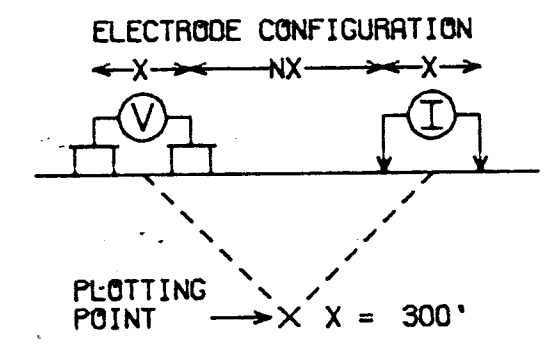 ELECTRODE CONFIGURATION
X NX X
V I
PLOTTING
POINT X X = 300'